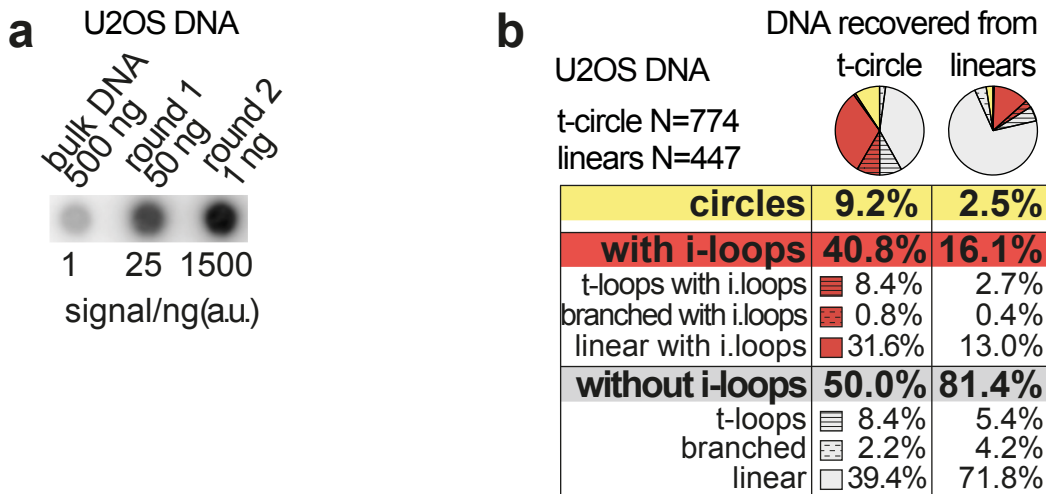 a
U2OS DNA
bulk DNA
500 ng
round 1
50 ng
round 2
1 ng
1 25 1500
signal/ng(a.u.)
b
DNA recovered from
U2OS DNA t-circle linears
t-circle N=774
linears N=447
circles 9.2% 2.5%
with i-loops 40.8% 16.1%
t-loops with i.loops 8.4% 2.7%
branched with i.loops 0.8% 0.4%
linear with i.loops 31.6% 13.0%
without i-loops 50.0% 81.4%
t-loops 8.4% 5.4%
branched 2.2% 4.2%
linear 39.4% 71.8%